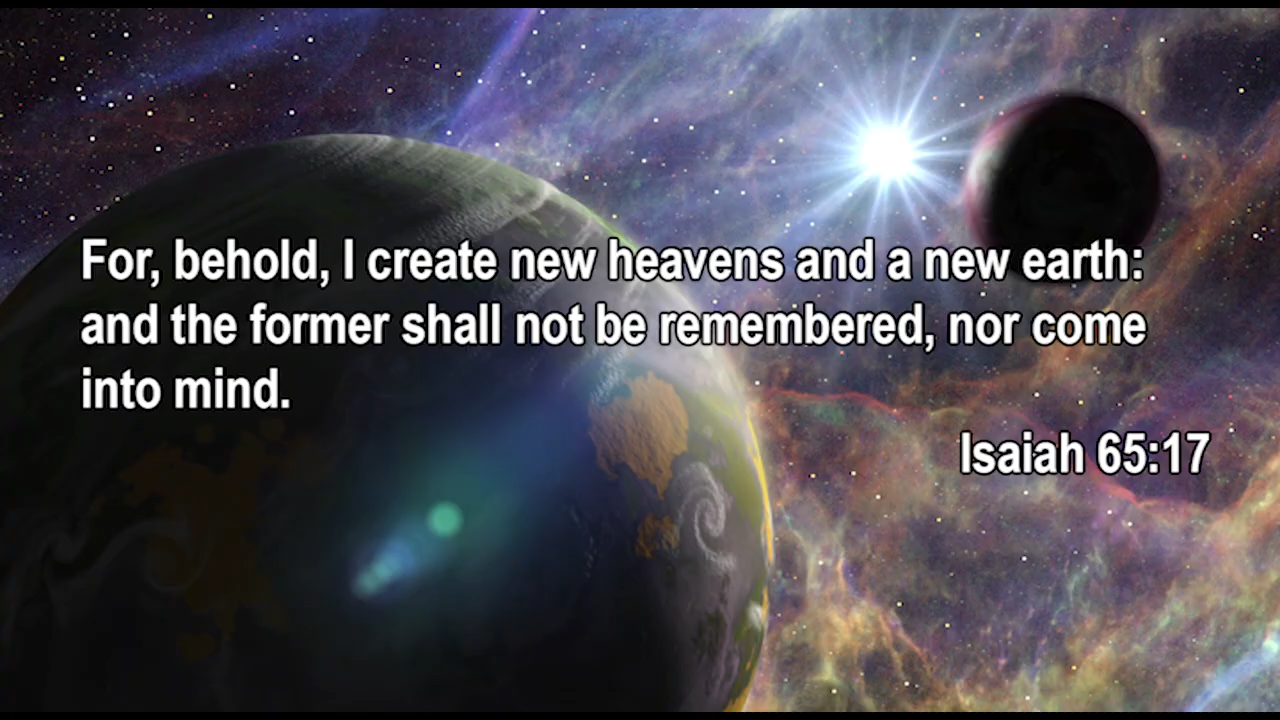 For, behold, I create new heavens and a new earth:
and the former shall not be remembered, nor come
into mind.
Isaiah 65:17